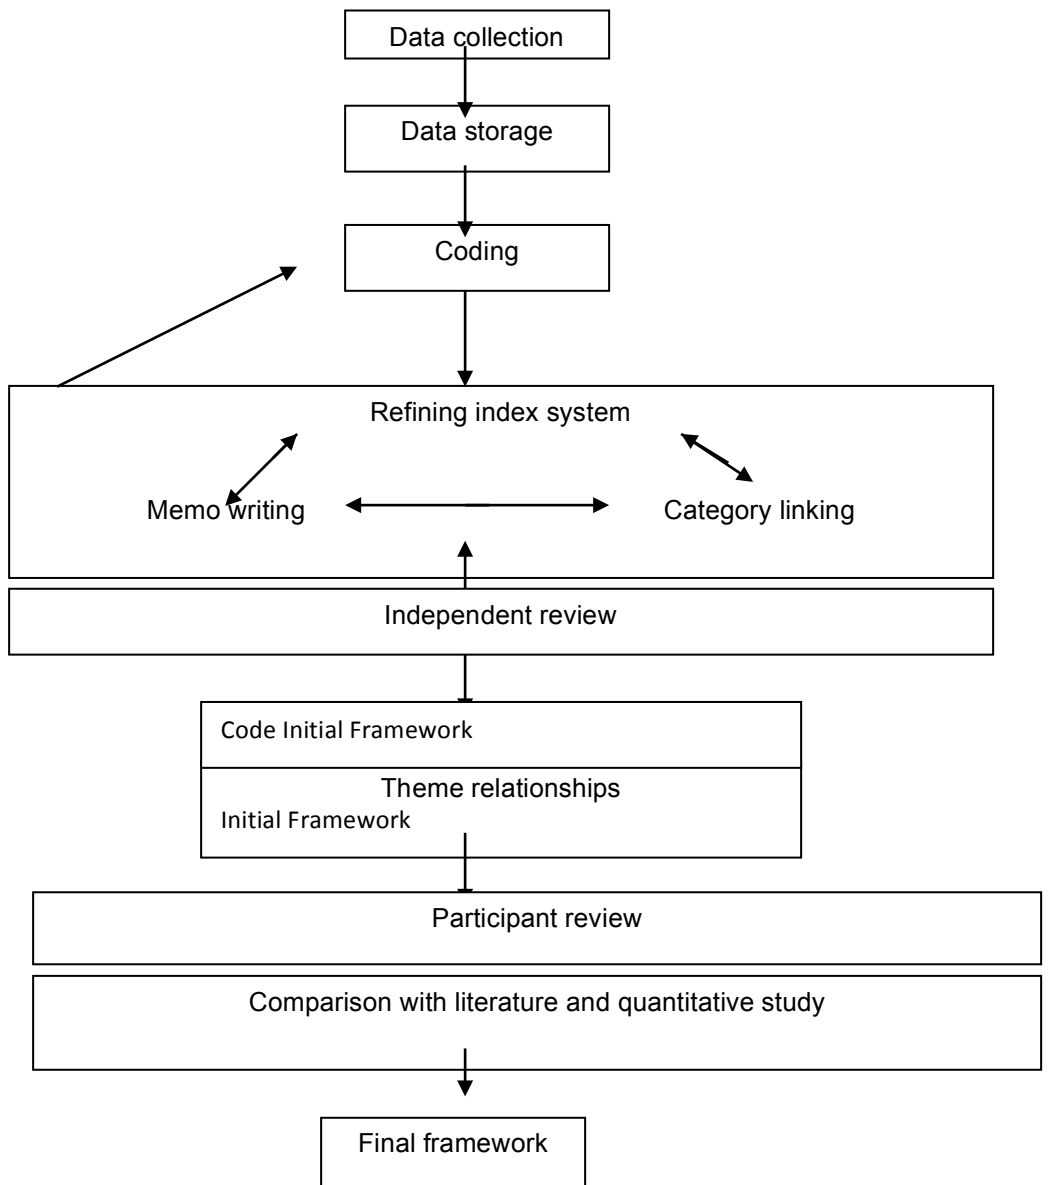 Data collection
Data storage
Coding
Refining index system
Memo writing
Category linking
Independent review
Code Initial Framework
Theme relationships
Initial Framework
Participant review
Comparison with literature and quantitative study
Final framework